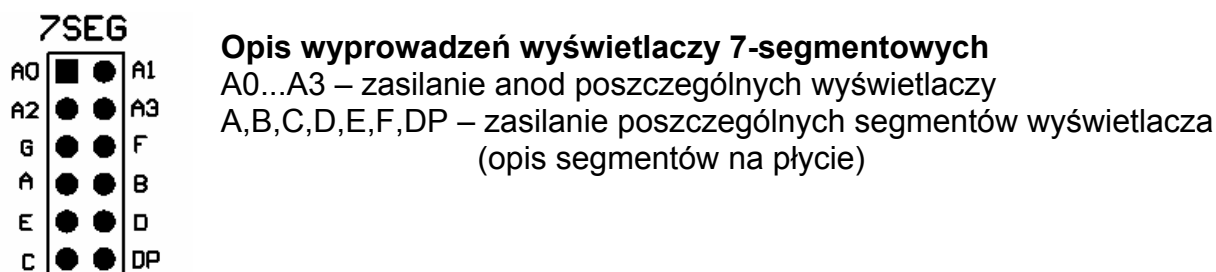 7SEG
A0 A1
A2 A3
G F
A B
E D
C DP
Opis wyprowadzeń wyświetlaczy 7-segmentowych
A0...A3 – zasilanie anod poszczególnych wyświetlaczy
A,B,C,D,E,F,DP – zasilanie poszczególnych segmentów wyświetlacza
(opis segmentów na płycie)